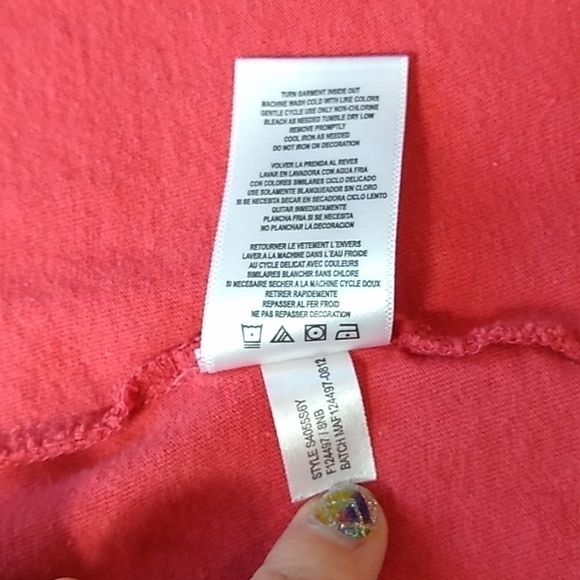 TURN GARMENT INSIDE OUT
MACHINE WASH COLD WITH LIKE COLORS
GENTLE CYCLE USE ONLY NON-CHLORINE
BLEACH AS NEEDED TUMBLE DRY LOW
REMOVE PROMPTLY
COOL IRON AS NEEDED
DO NOT IRON ON DECORATION
VOLVER LA PRENDA AL REVES
LAVAR EN LAVADORA CON AGUA FRIA
CON COLORES SIMILARES CICLO DELICADO
USE SOLAMENTE BLANQUEADOR SIN CLORO
SI SE NECESITA SECAR EN SECADORA CICLO LENTO
QUITAR INMEDIATAMENTE
PLANCHA FRIA SI SE NECESITA
NO PLANCHAR LA DECORACION
RETOURNER LE VETEMENT L'ENVERS
LAVER A LA MACHINE DANS L'EAU FROIDE
AU CYCLE DELICAT AVEC COULEURS
SIMILAIRES BLANCHIR SANS CHLORE
SI NECESSAIRE SECHER A LA MACHINE CYCLE DOUX
RETIRER RAPIDEMENTE
REPASSER AL FER FROID
NE PAS REPASSER DECORATION
STYLE S4055S6Y
F124497 / 8NB
BATCH MAF124497-0812